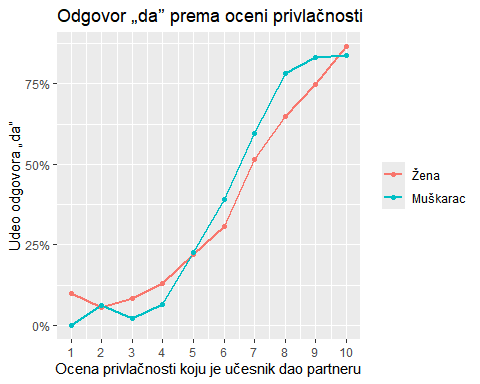 Odgovor „da” prema oceni privlačnosti
Udeo odgovora „da”
75%
50%
25%
0%
1 2 3 4 5 6 7 8 9 10
Ocena privlačnosti koju je učesnik dao partneru
Žena
Muškarac